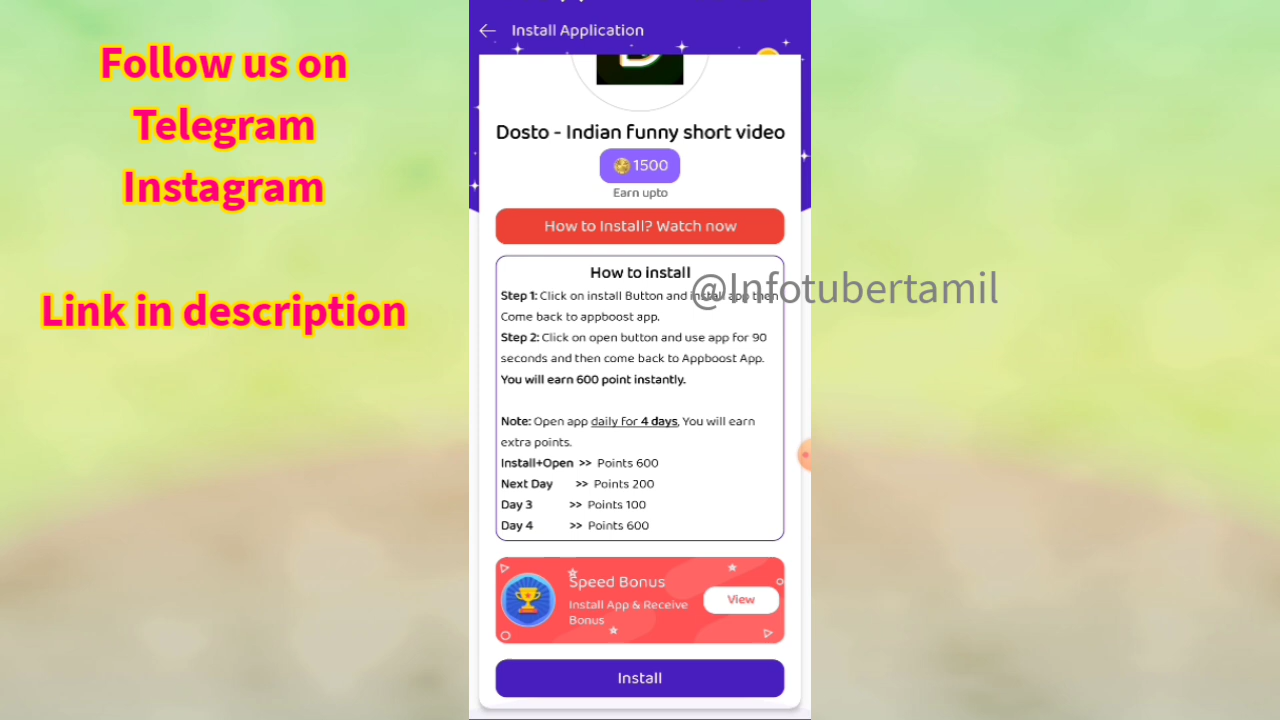 Follow us on
Telegram
Instagram
Link in description
Install Application
Dosto - Indian funny short video
1500
Earn upto
How to Install? Watch now
How to install
Step 1: Click on install Button and install app then
Come back to appboost app.
Step 2: Click on open button and use app for 90
seconds and then come back to Appboost App.
You will earn 600 point instantly.
Note: Open app daily for 4 days, You will earn
extra points.
Install+Open >> Points 600
Next Day >> Points 200
Day 3 >> Points 100
Day 4 >> Points 600
Speed Bonus
Install App & Receive
Bonus
View
Install
@Infotubertamil